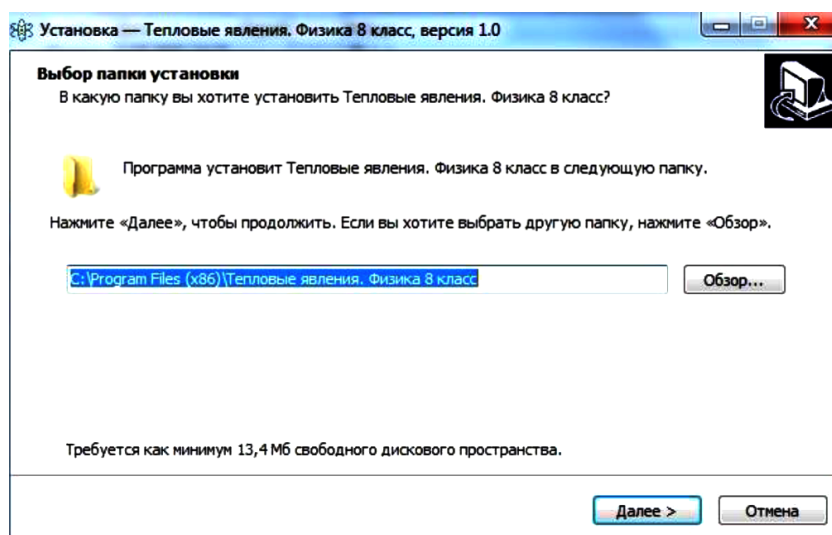 Установка — Тепловые явления. Физика 8 класс, версия 1.0
Выбор папки установки
В какую папку вы хотите установить Тепловые явления. Физика 8 класс?
Программа установит Тепловые явления. Физика 8 класс в следующую папку.
Нажмите «Далее», чтобы продолжить. Если вы хотите выбрать другую папку, нажмите «Обзор».
C:\Program Files (x86)\Тепловые явления. Физика 8 класс
Обзор...
Требуется как минимум 13,4 Мб свободного дискового пространства.
Далее >
Отмена